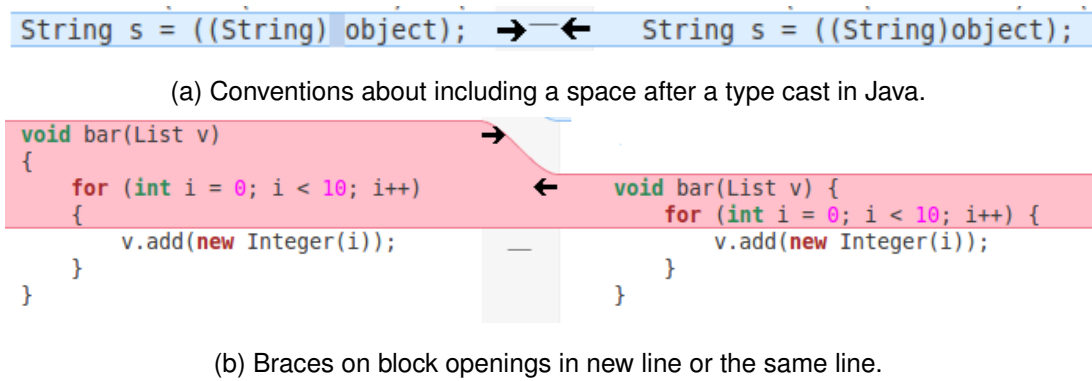 String s = ((String) object);
String s = ((String)object);
(a) Conventions about including a space after a type cast in Java.
void bar(List v)
{
    for (int i = 0; i < 10; i++)
    {
        v.add(new Integer(i));
    }
}
void bar(List v) {
    for (int i = 0; i < 10; i++) {
        v.add(new Integer(i));
    }
}
(b) Braces on block openings in new line or the same line.